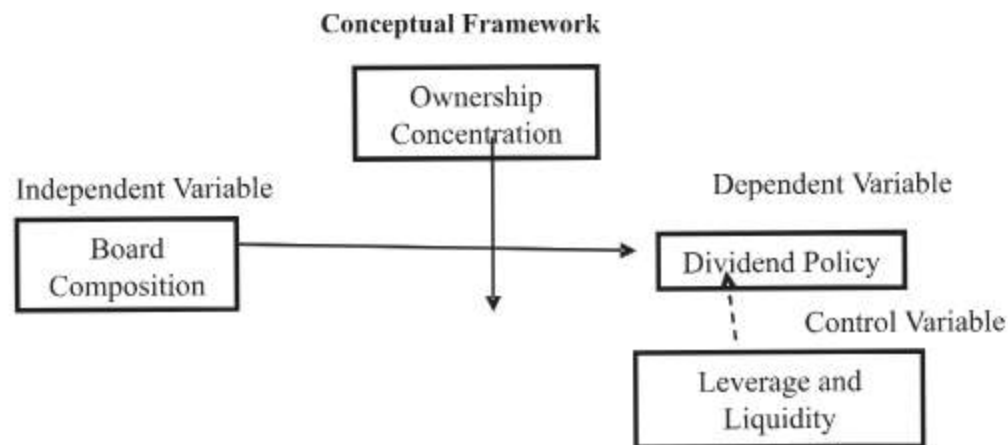 Conceptual Framework
Ownership
Concentration
Independent Variable
Dependent Variable
Board
Composition
Dividend Policy
Control Variable
Leverage and
Liquidity